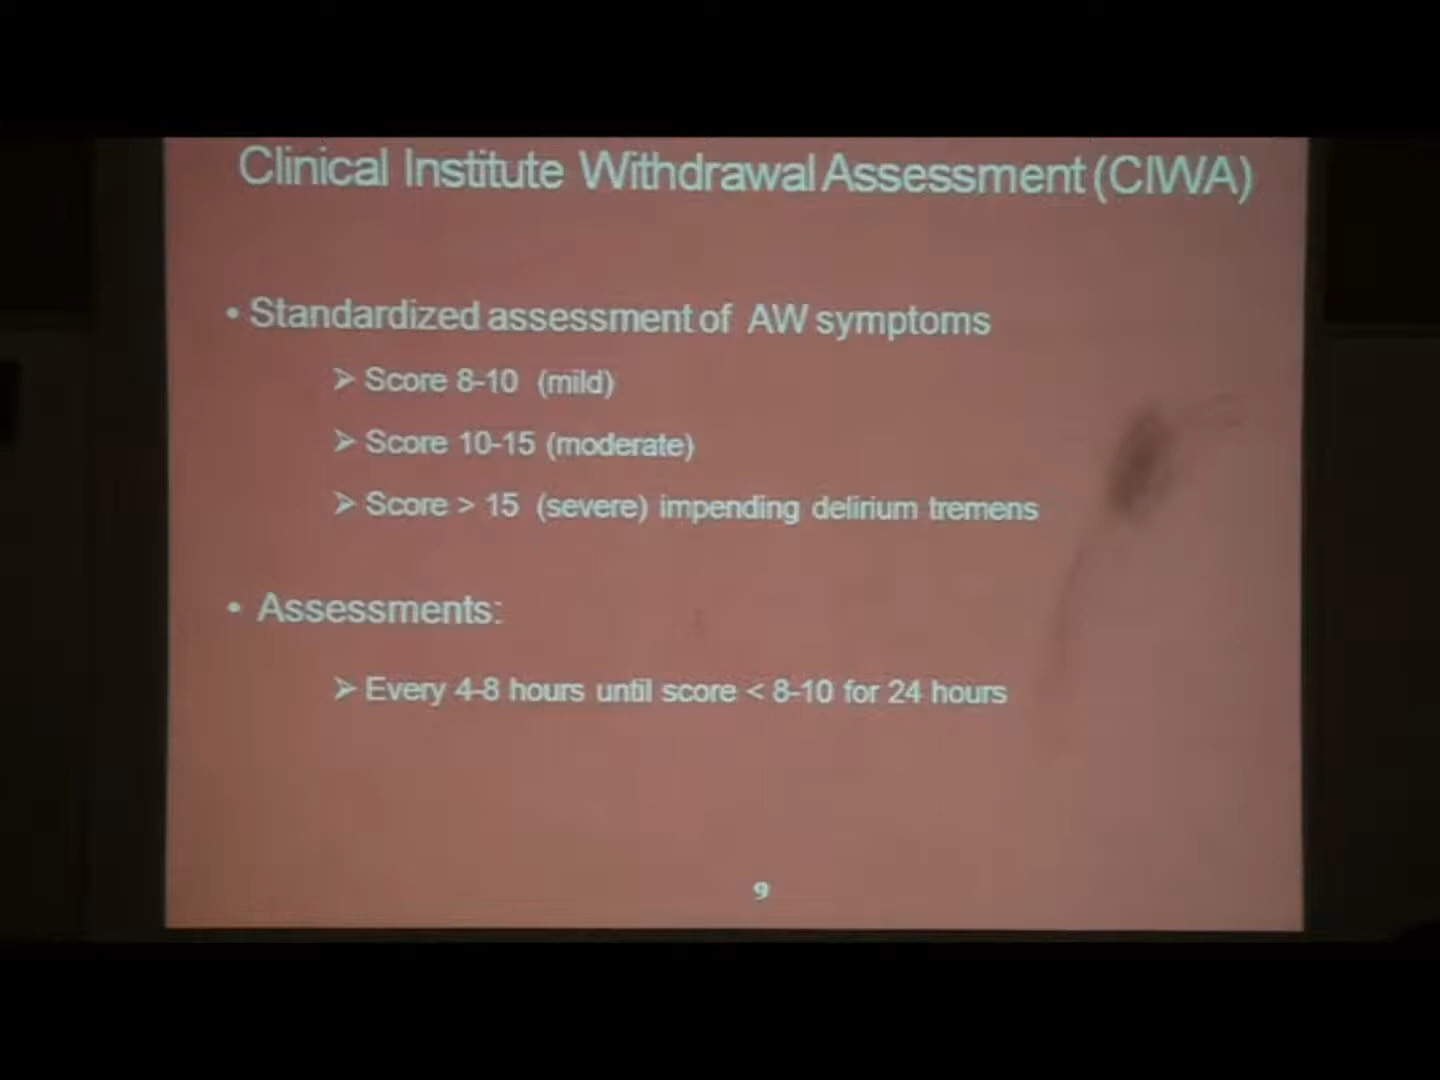 Clinical Institute Withdrawal Assessment (CIWA)
• Standardized assessment of AW symptoms
➢ Score 8-10 (mild)
➢ Score 10-15 (moderate)
➢ Score > 15 (severe) impending delirium tremens
• Assessments:
➢ Every 4-8 hours until score < 8-10 for 24 hours
9